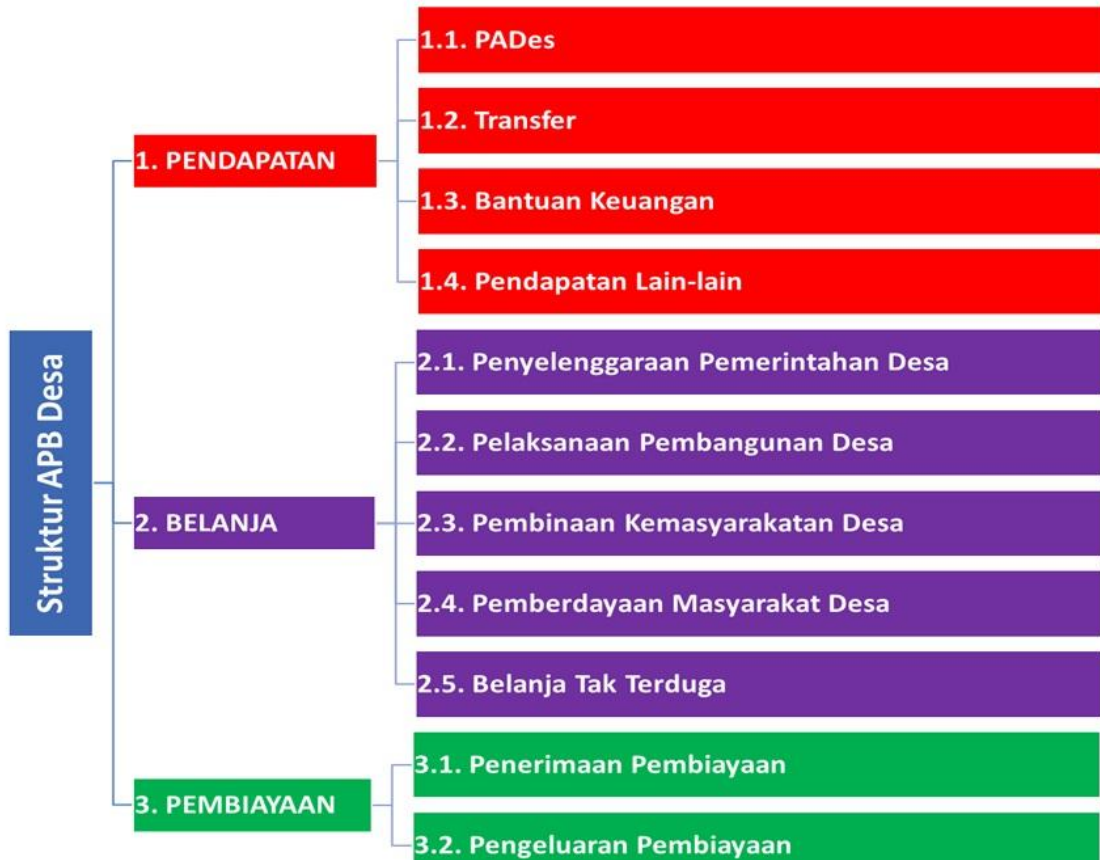 Struktur APB Desa
1. PENDAPATAN
1.1. PADes
1.2. Transfer
1.3. Bantuan Keuangan
1.4. Pendapatan Lain-lain
2. BELANJA
2.1. Penyelenggaraan Pemerintahan Desa
2.2. Pelaksanaan Pembangunan Desa
2.3. Pembinaan Kemasyarakatan Desa
2.4. Pemberdayaan Masyarakat Desa
2.5. Belanja Tak Terduga
3. PEMBIAYAAN
3.1. Penerimaan Pembiayaan
3.2. Pengeluaran Pembiayaan